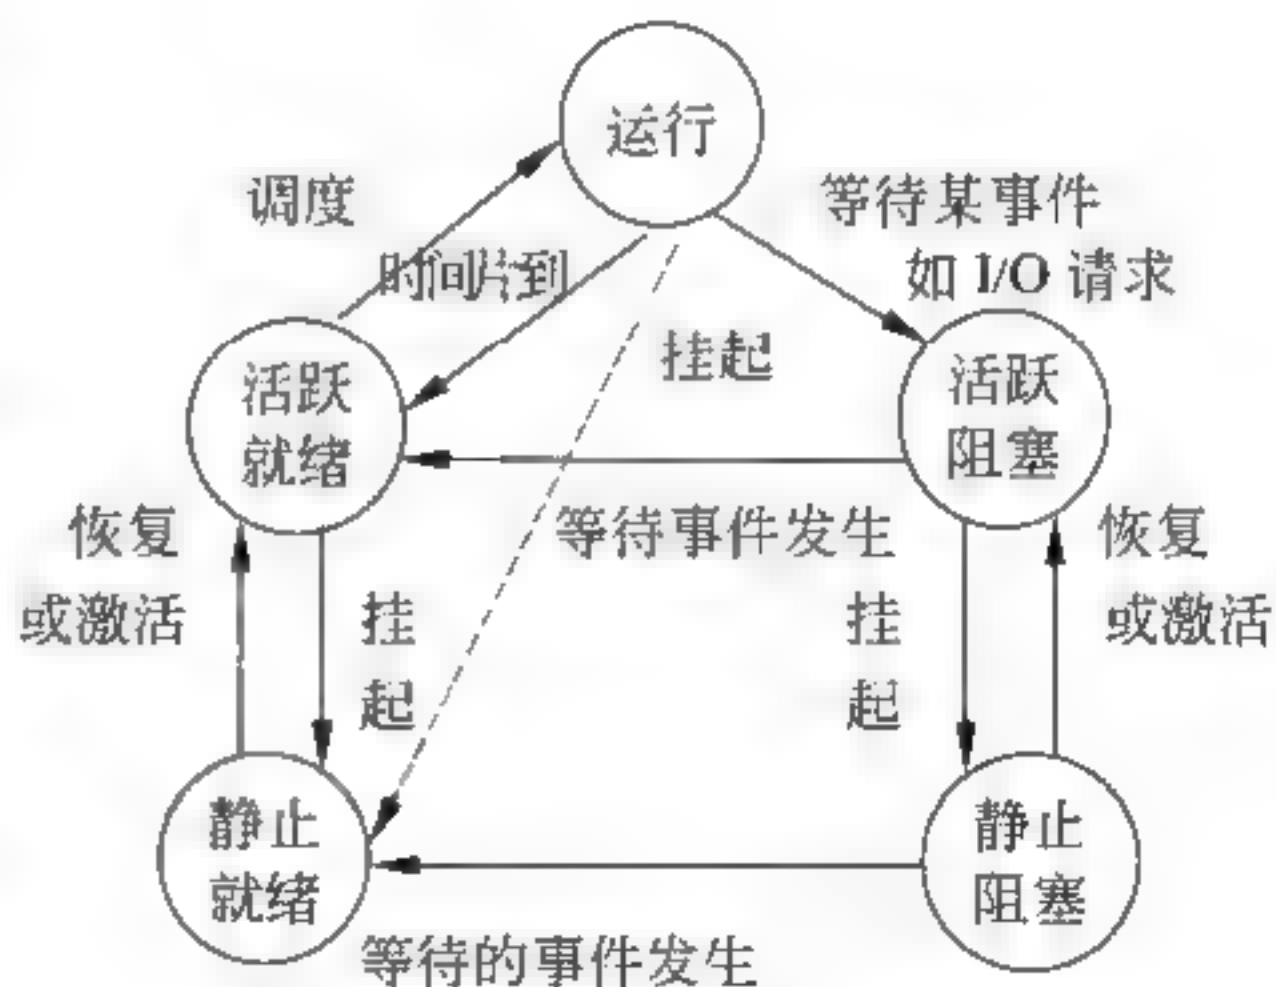 运行
调度
等待某事件
时间片到
如 I/O 请求
挂起
活跃
就绪
活跃
阻塞
恢复
或激活
等待事件发生
恢复
或激活
挂
起
挂
起
静止
就绪
静止
阻塞
等待的事件发生